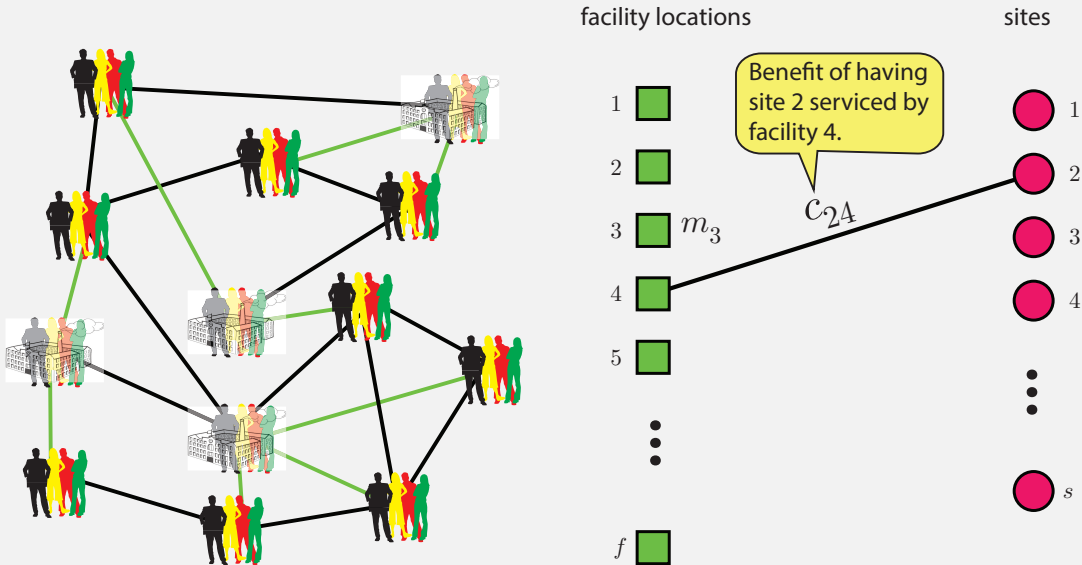 facility locations
sites
Benefit of having
site 2 serviced by
facility 4.
1
1
2
2
c₂₄
3
m₃
3
4
4
5
s
f